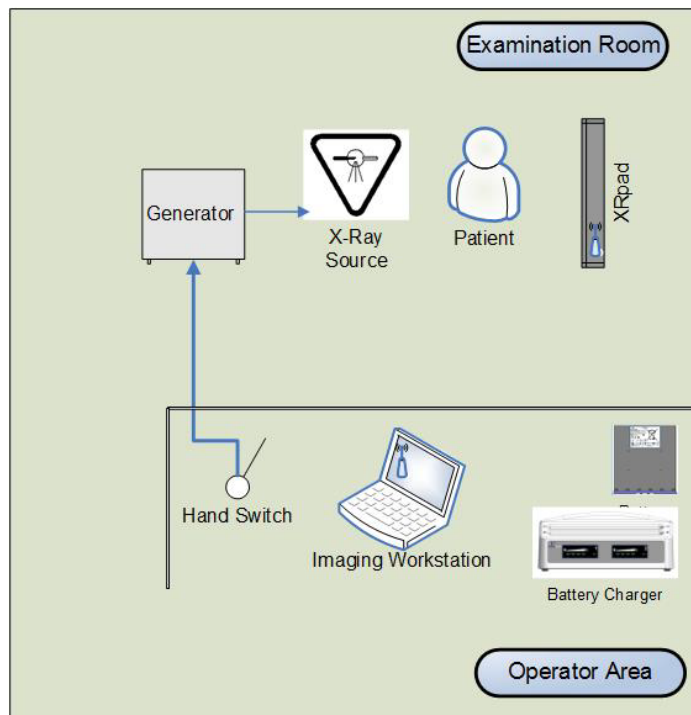 Examination Room
Generator
X-Ray
Source
Patient
XRpad
Hand Switch
Imaging Workstation
Battery Charger
Operator Area